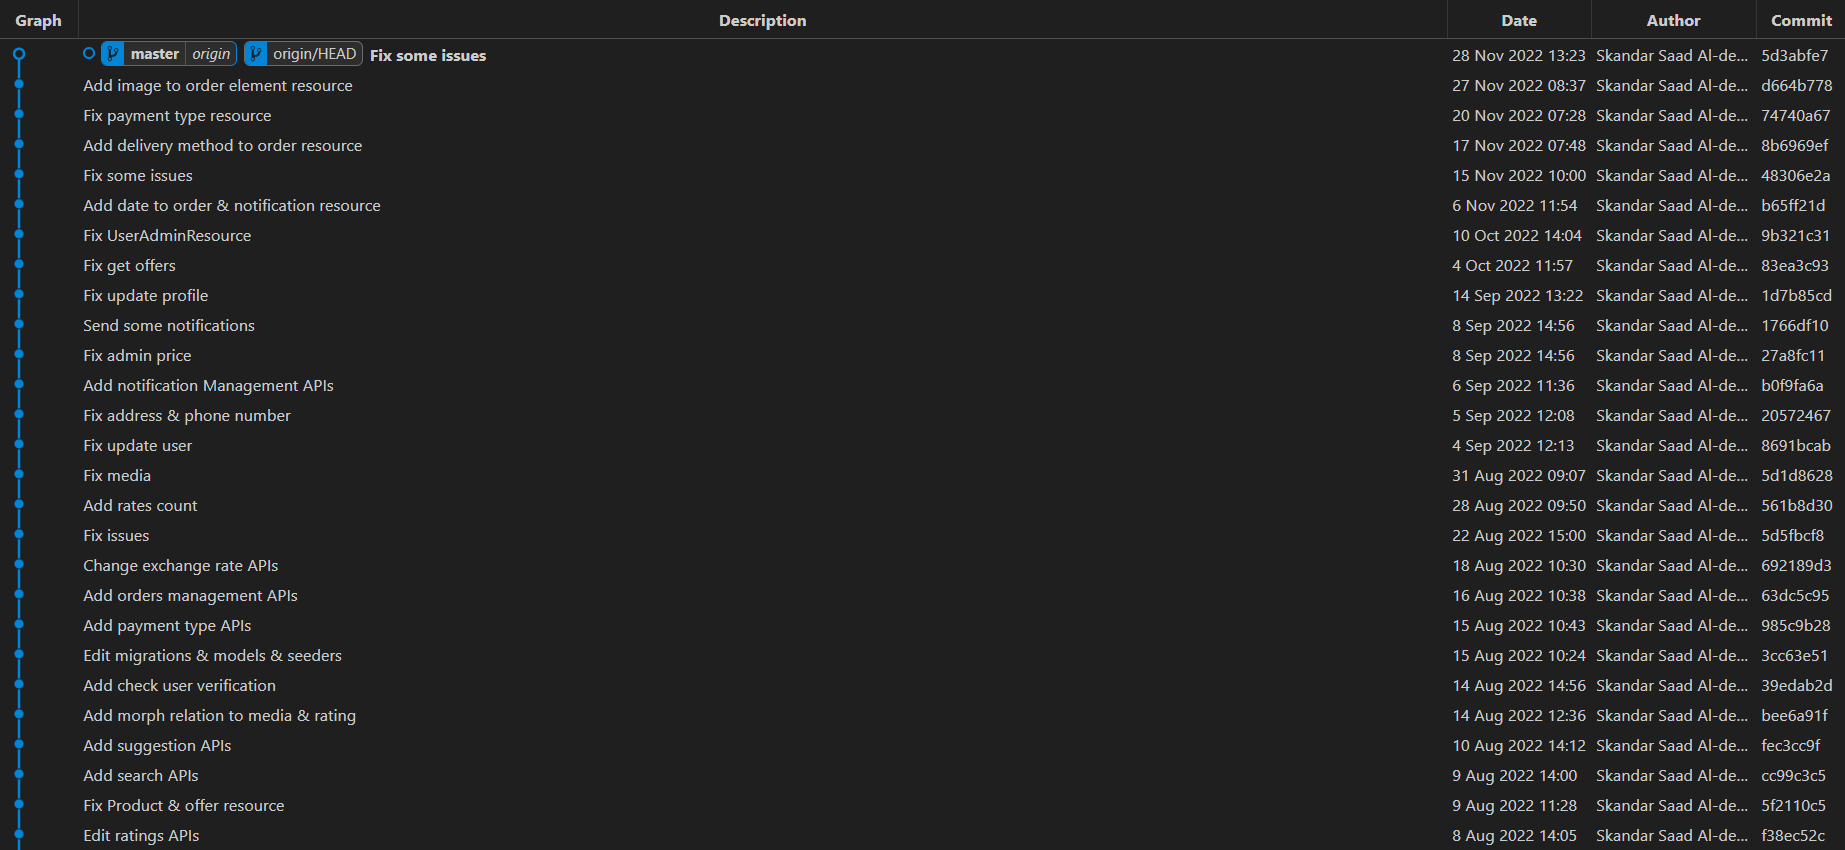 Graph Description Date Author Commit
master origin origin/HEAD Fix some issues 28 Nov 2022 13:23 Skandar Saad Al-de... 5d3abfe7
Add image to order element resource 27 Nov 2022 08:37 Skandar Saad Al-de... d664b778
Fix payment type resource 20 Nov 2022 07:28 Skandar Saad Al-de... 74740a67
Add delivery method to order resource 17 Nov 2022 07:48 Skandar Saad Al-de... 8b6969ef
Fix some issues 15 Nov 2022 10:00 Skandar Saad Al-de... 48306e2a
Add date to order & notification resource 6 Nov 2022 11:54 Skandar Saad Al-de... b65ff21d
Fix UserAdminResource 10 Oct 2022 14:04 Skandar Saad Al-de... 9b321c31
Fix get offers 4 Oct 2022 11:57 Skandar Saad Al-de... 83ea3c93
Fix update profile 14 Sep 2022 13:22 Skandar Saad Al-de... 1d7b85cd
Send some notifications 8 Sep 2022 14:56 Skandar Saad Al-de... 1766df10
Fix admin price 8 Sep 2022 14:56 Skandar Saad Al-de... 27a8fc11
Add notification Management APIs 6 Sep 2022 11:36 Skandar Saad Al-de... b0f9fa6a
Fix address & phone number 5 Sep 2022 12:08 Skandar Saad Al-de... 20572467
Fix update user 4 Sep 2022 12:13 Skandar Saad Al-de... 8691bcab
Fix media 31 Aug 2022 09:07 Skandar Saad Al-de... 5d1d8628
Add rates count 28 Aug 2022 09:50 Skandar Saad Al-de... 561b8d30
Fix issues 22 Aug 2022 15:00 Skandar Saad Al-de... 5d5fbcf8
Change exchange rate APIs 18 Aug 2022 10:30 Skandar Saad Al-de... 692189d3
Add orders management APIs 16 Aug 2022 10:38 Skandar Saad Al-de... 63dc5c95
Add payment type APIs 15 Aug 2022 10:43 Skandar Saad Al-de... 985c9b28
Edit migrations & models & seeders 15 Aug 2022 10:24 Skandar Saad Al-de... 3cc63e51
Add check user verification 14 Aug 2022 14:56 Skandar Saad Al-de... 39edab2d
Add morph relation to media & rating 14 Aug 2022 12:36 Skandar Saad Al-de... bee6a91f
Add suggestion APIs 10 Aug 2022 14:12 Skandar Saad Al-de... fec3cc9f
Add search APIs 9 Aug 2022 14:00 Skandar Saad Al-de... cc99c3c5
Fix Product & offer resource 9 Aug 2022 11:28 Skandar Saad Al-de... 5f2110c5
Edit ratings APIs 8 Aug 2022 14:05 Skandar Saad Al-de... f38ec52c